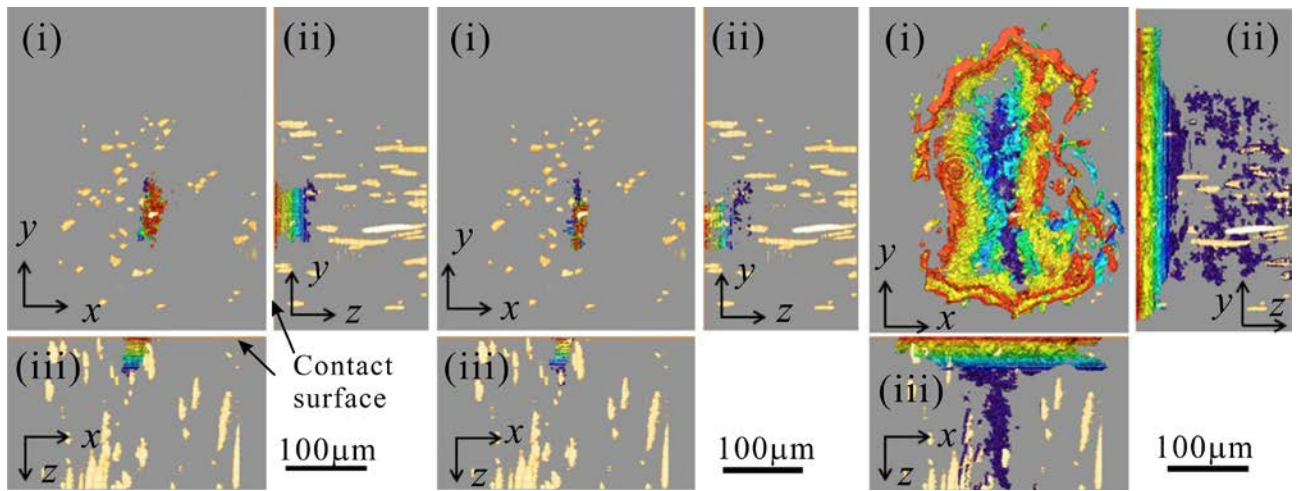 (i) (ii) (i) (ii) (i) (ii)
y x y z y x y z y x y z
(iii) (iii) (iii)
Contact
surface
x z x z x z
100μm 100μm 100μm